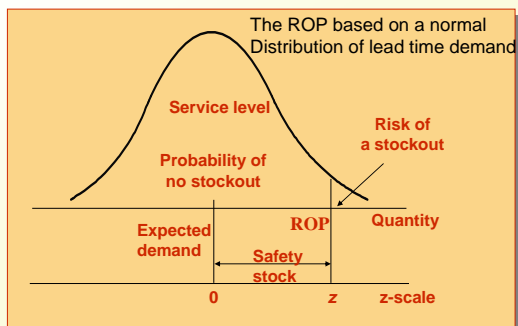 The ROP based on a normal
Distribution of lead time demand
Service level
Risk of
a stockout
Probability of
no stockout
Expected
demand
ROP
Quantity
Safety
stock
0
z
z-scale